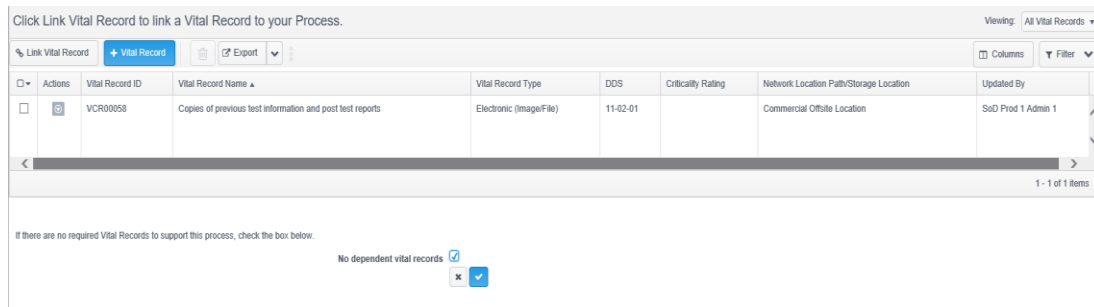 Click Link Vital Record to link a Vital Record to your Process.
Viewing: All Vital Records
Link Vital Record + Vital Record Export
Columns Filter
Actions Vital Record ID Vital Record Name Vital Record Type DDS Criticality Rating Network Location Path/Storage Location Updated By
VCR00058 Copies of previous test information and post test reports Electronic (Image/File) 11-02-01 Commercial Offsite Location SoD Prod 1 Admin 1
1 - 1 of 1 items
If there are no required Vital Records to support this process, check the box below.
No dependent vital records